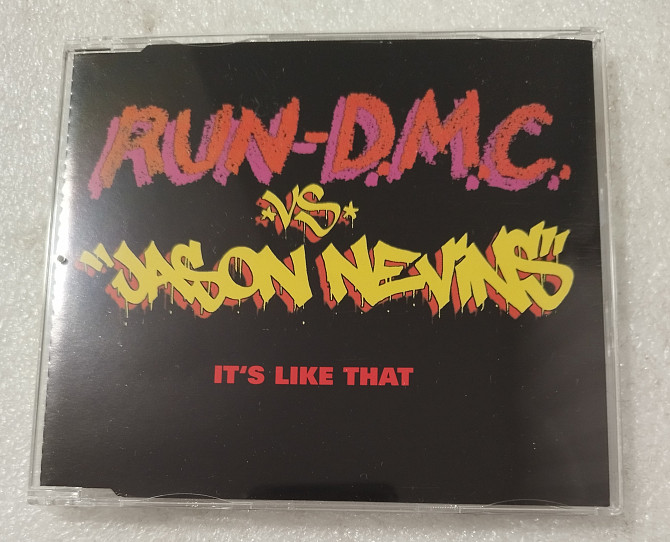 RUN-D.M.C.
*VS*
"JASON NEVINS"
IT'S LIKE THAT